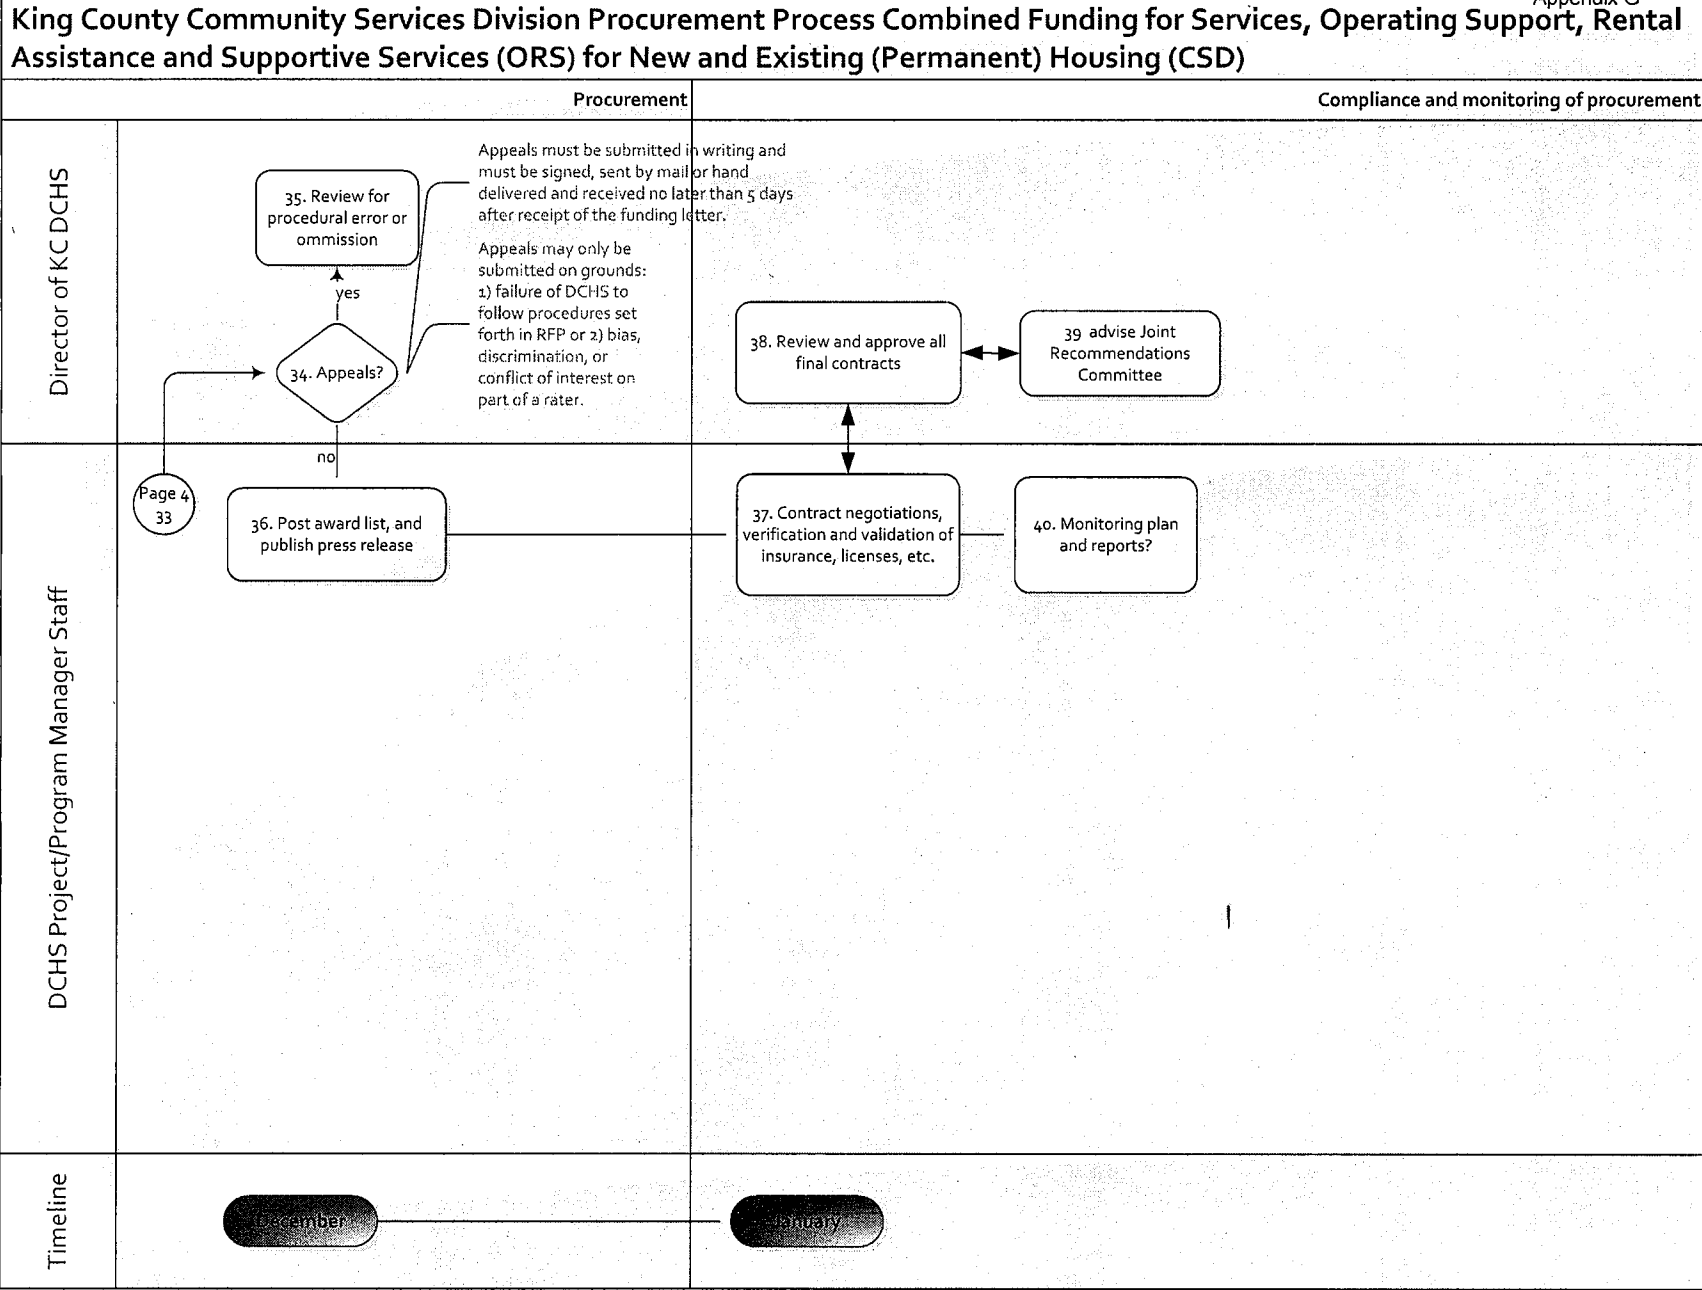 Appendix G
King County Community Services Division Procurement Process Combined Funding for Services, Operating Support, Rental
Assistance and Supportive Services (ORS) for New and Existing (Permanent) Housing (CSD)
Procurement
Compliance and monitoring of procurement
Director of KC DCHS
35. Review for
procedural error or
ommission
Appeals must be submitted in writing and
must be signed, sent by mail or hand
delivered and received no later than 5 days
after receipt of the funding letter.
Appeals may only be
submitted on grounds:
1) failure of DCHS to
follow procedures set
forth in RFP or 2) bias,
discrimination, or
conflict of interest on
part of a rater.
yes
34. Appeals?
no
38. Review and approve all
final contracts
39 advise Joint
Recommendations
Committee
DCHS Project/Program Manager Staff
Page 4
33
36. Post award list, and
publish press release
37. Contract negotiations,
verification and validation of
insurance, licenses, etc.
40. Monitoring plan
and reports?
Timeline
December
January